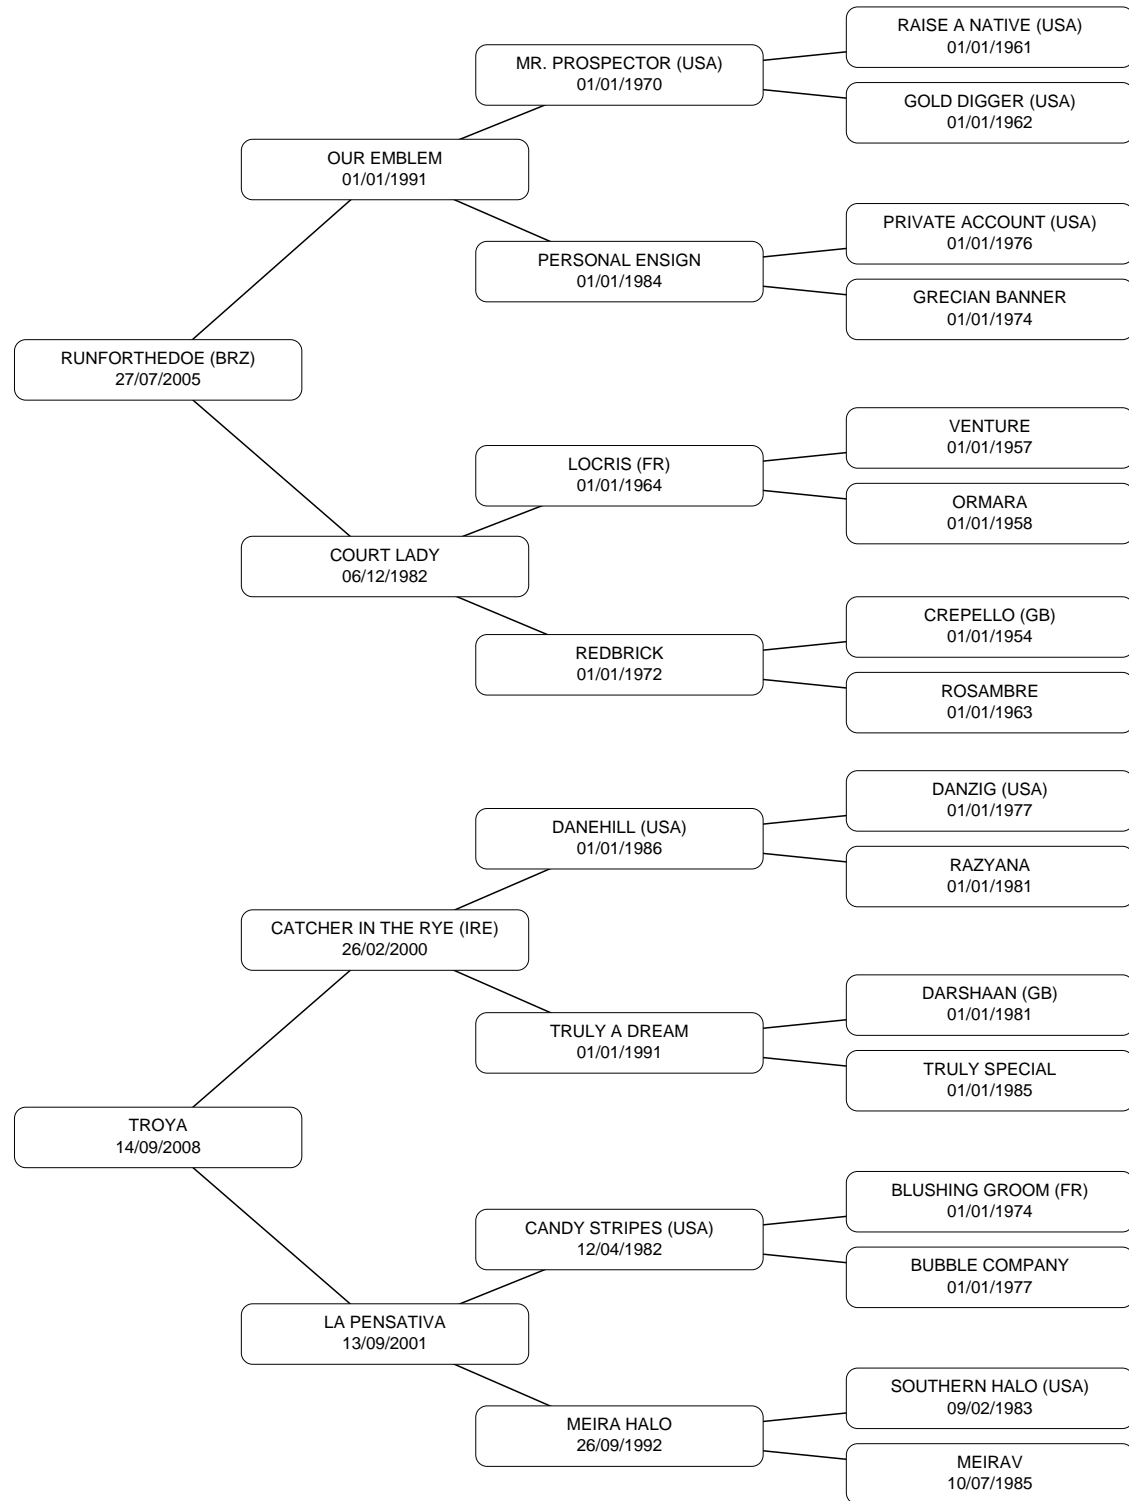 RAISE A NATIVE (USA)
01/01/1961
MR. PROSPECTOR (USA)
01/01/1970
GOLD DIGGER (USA)
01/01/1962
OUR EMBLEM
01/01/1991
PRIVATE ACCOUNT (USA)
01/01/1976
PERSONAL ENSIGN
01/01/1984
GRECIAN BANNER
01/01/1974
RUNFORTHEDOE (BRZ)
27/07/2005
VENTURE
01/01/1957
LOCRIS (FR)
01/01/1964
ORMARA
01/01/1958
COURT LADY
06/12/1982
CREPELLO (GB)
01/01/1954
REDBRICK
01/01/1972
ROSAMBRE
01/01/1963
DANZIG (USA)
01/01/1977
DANEHILL (USA)
01/01/1986
RAZYANA
01/01/1981
CATCHER IN THE RYE (IRE)
26/02/2000
DARSHAAN (GB)
01/01/1981
TRULY A DREAM
01/01/1991
TRULY SPECIAL
01/01/1985
TROYA
14/09/2008
BLUSHING GROOM (FR)
01/01/1974
CANDY STRIPES (USA)
12/04/1982
BUBBLE COMPANY
01/01/1977
LA PENSATIVA
13/09/2001
SOUTHERN HALO (USA)
09/02/1983
MEIRA HALO
26/09/1992
MEIRAV
10/07/1985